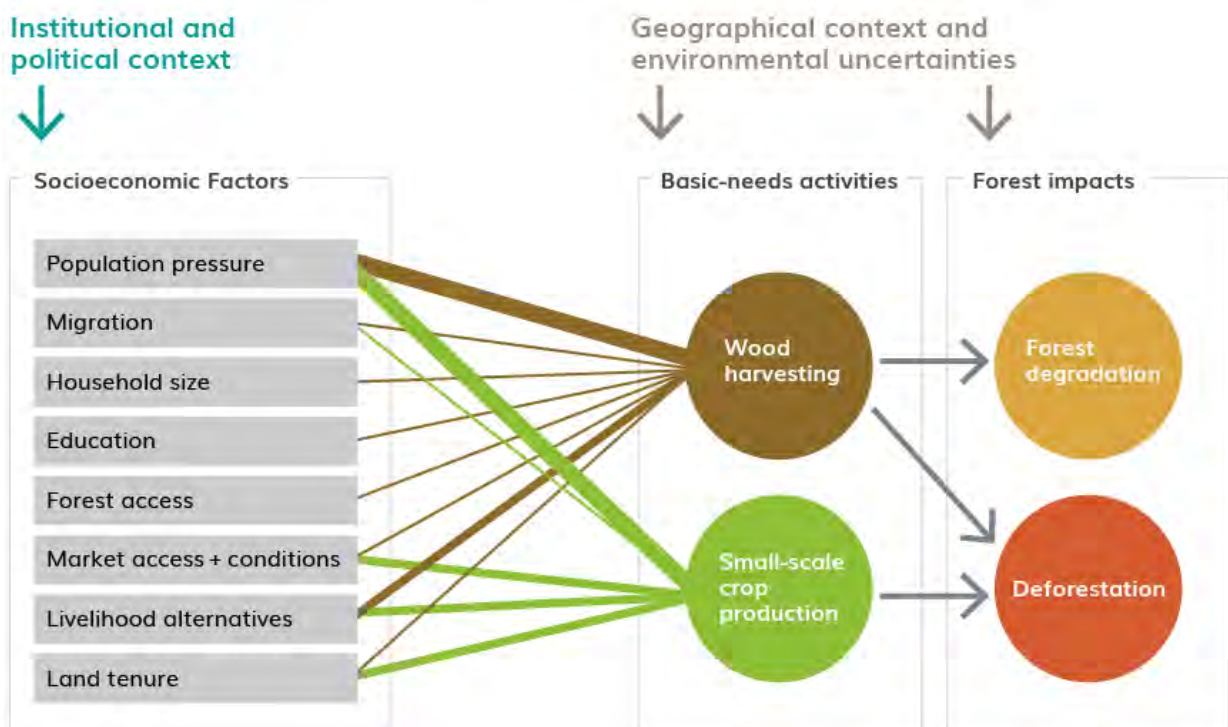 Institutional and
political context
Geographical context and
environmental uncertainties
Socioeconomic Factors
Basic-needs activities
Forest impacts
Population pressure
Migration
Household size
Education
Forest access
Market access + conditions
Livelihood alternatives
Land tenure
Wood
harvesting
Small-scale
crop
production
Forest
degradation
Deforestation